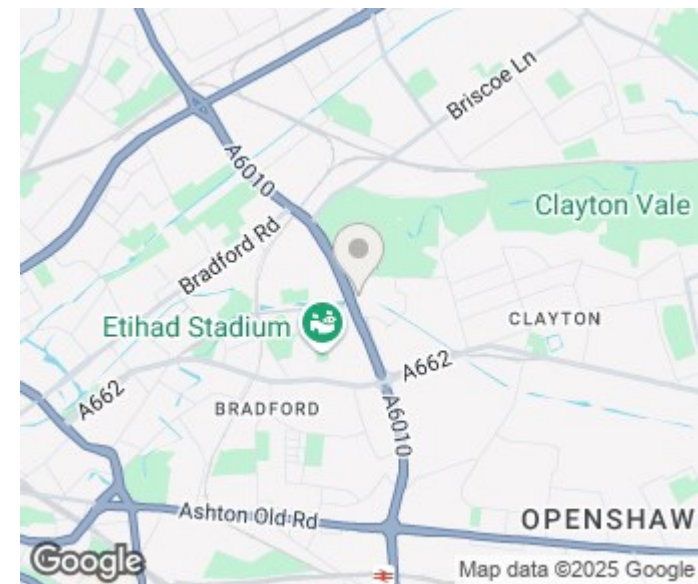 Briscoe Ln
A6010
Clayton Vale
Bradford Rd
Etihad Stadium
CLAYTON
A662
A662
BRADFORD
A6010
Ashton Old Rd
OPENSHAW
Google
Map data ©2025 Google